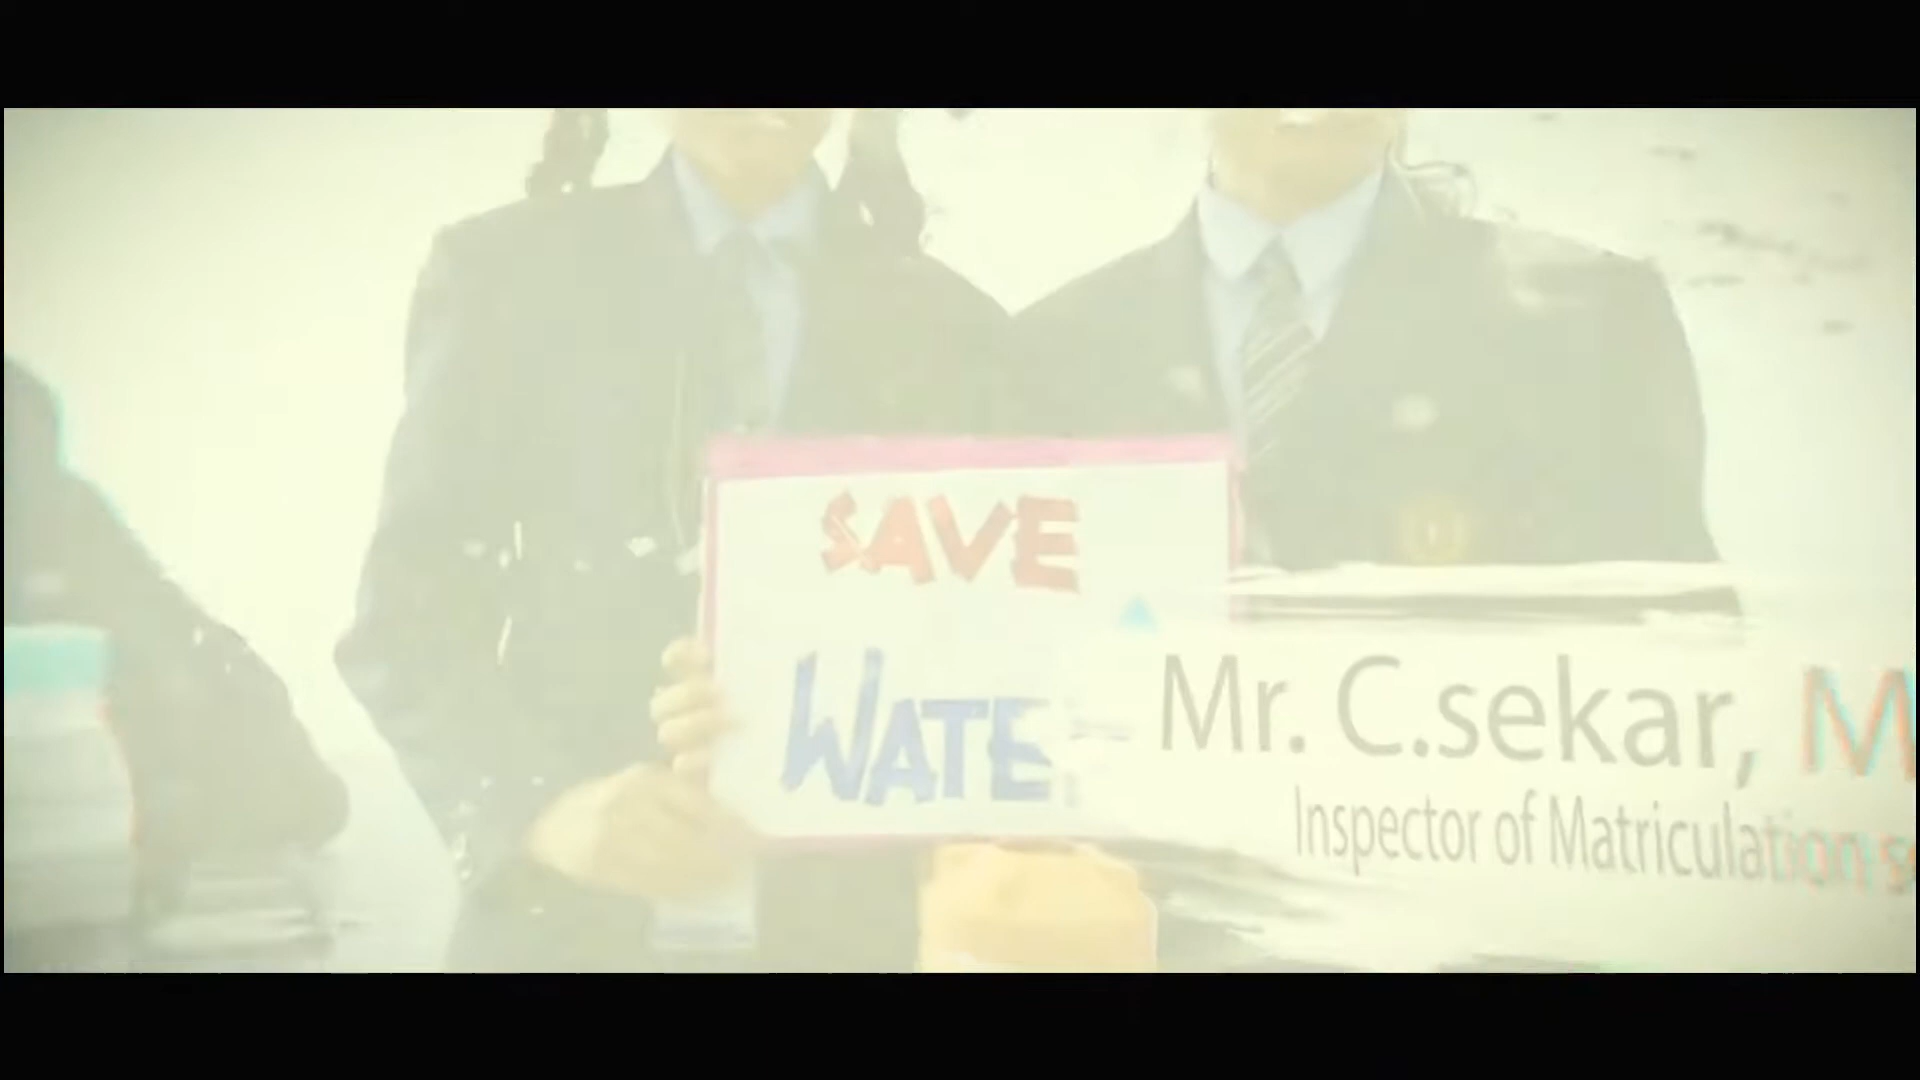 SAVE
WATE
Mr. C.sekar, M
Inspector of Matriculation s